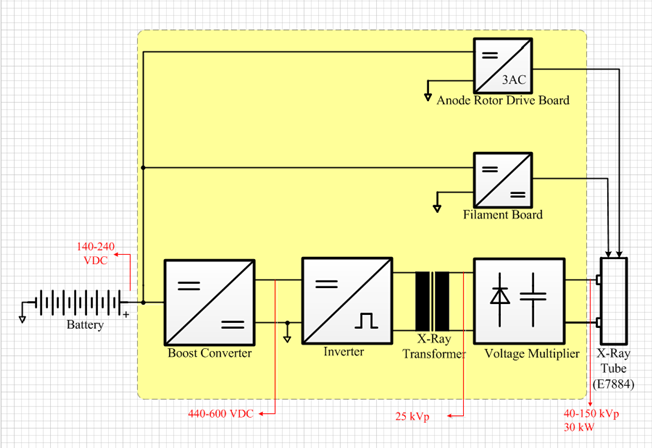 3AC
Anode Rotor Drive Board
Filament Board
140-240
VDC
+
Battery
Boost Converter
Inverter
X-Ray
Transformer
Voltage Multiplier
X-Ray
Tube
(E7884)
440-600 VDC
25 kVp
40-150 kVp
30 kW